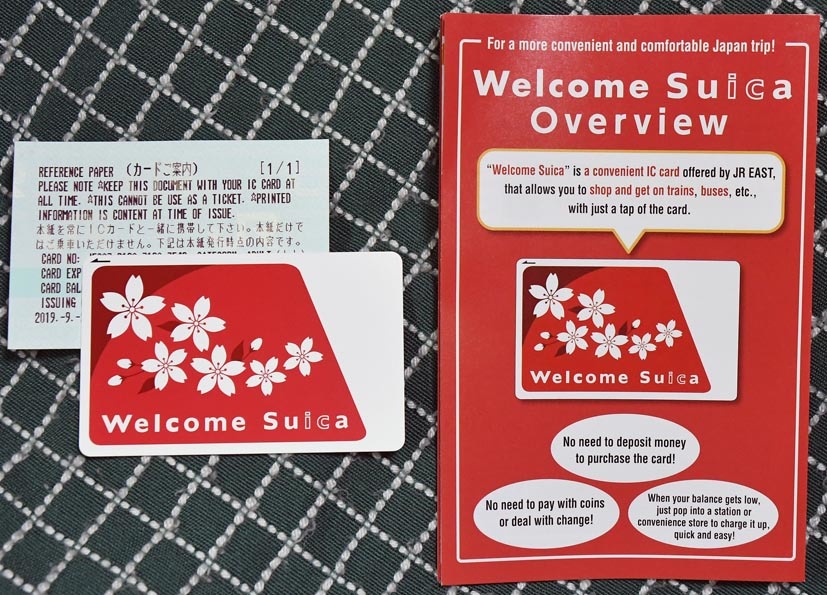 REFERENCE PAPER (カードご案内) [1/1]
PLEASE NOTE *KEEP THIS DOCUMENT WITH YOUR IC CARD AT
ALL TIME. *THIS CANNOT BE USE AS A TICKET. *PRINTED
INFORMATION IS CONTENT AT TIME OF ISSUE.
本紙を常にICカードと一緒に携帯して下さい。本紙だけで
はご乗車いただけません。下記は本紙発行時点の内容です。
CARD NO:
CARD EXP
CARD BAL
ISSUING
2019.-9.-
Welcome Suica
For a more convenient and comfortable Japan trip!
Welcome Suica
Overview
“Welcome Suica” is a convenient IC card offered by JR EAST,
that allows you to shop and get on trains, buses, etc.,
with just a tap of the card.
Welcome Suica
No need to deposit money
to purchase the card!
No need to pay with coins
or deal with change!
When your balance gets low,
just pop into a station or
convenience store to charge it up,
quick and easy!